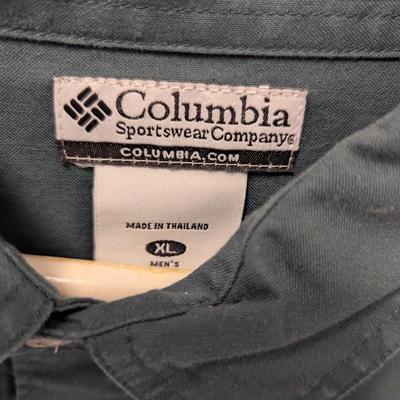 Columbia
Sportswear Company®
COLUMBIA.COM
MADE IN THAILAND
XL
MEN'S